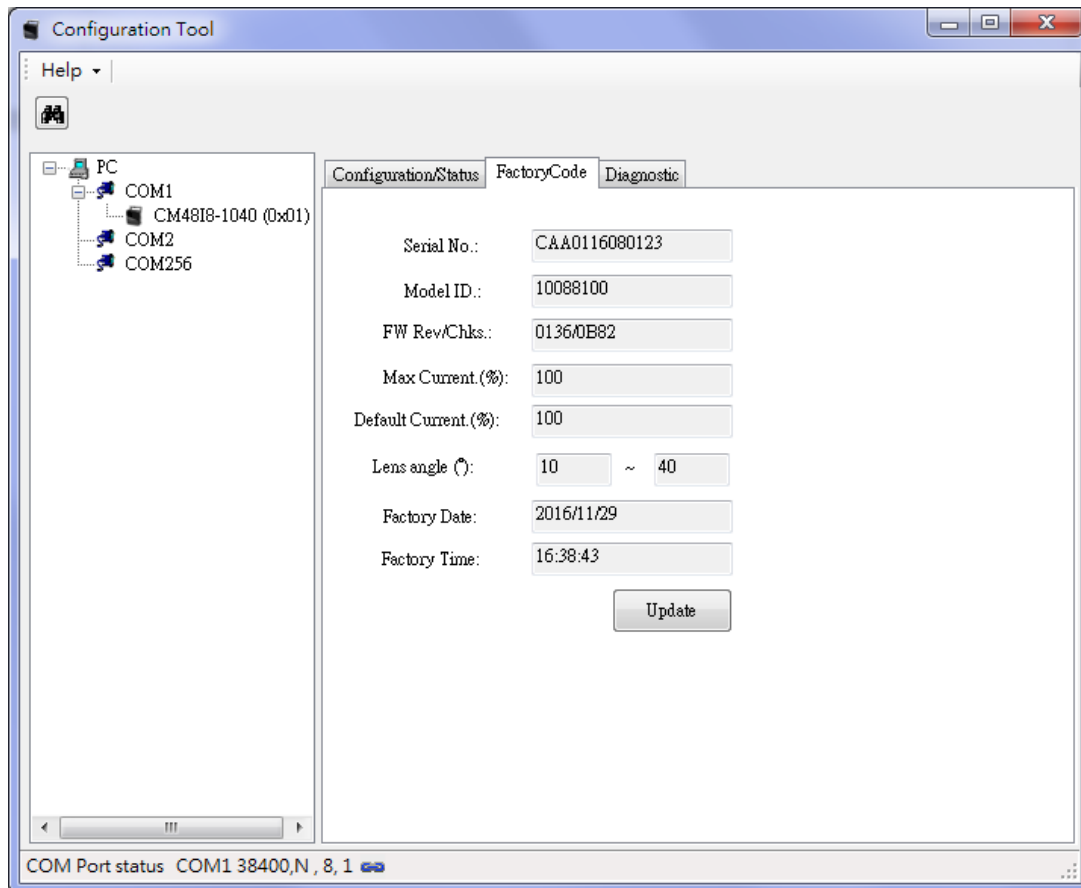 Configuration Tool
Help
PC
COM1
CM48I8-1040 (0x01)
COM2
COM256
Configuration/Status FactoryCode Diagnostic
Serial No.: CAA0116080123
Model ID.: 10088100
FW Rev/Chks.: 0136/0B82
Max Current.(%): 100
Default Current.(%): 100
Lens angle (°): 10 ~ 40
Factory Date: 2016/11/29
Factory Time: 16:38:43
Update
COM Port status COM1 38400,N , 8, 1